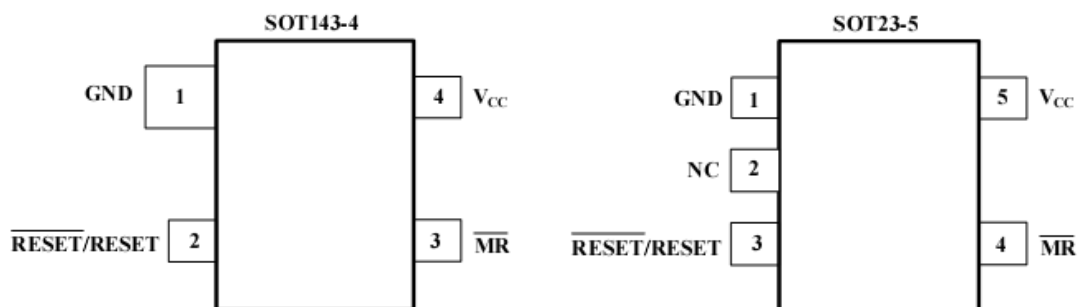 SOT143-4
GND 1
4 VCC
RESET/RESET 2
3 MR
SOT23-5
GND 1
5 VCC
NC 2
RESET/RESET 3
4 MR